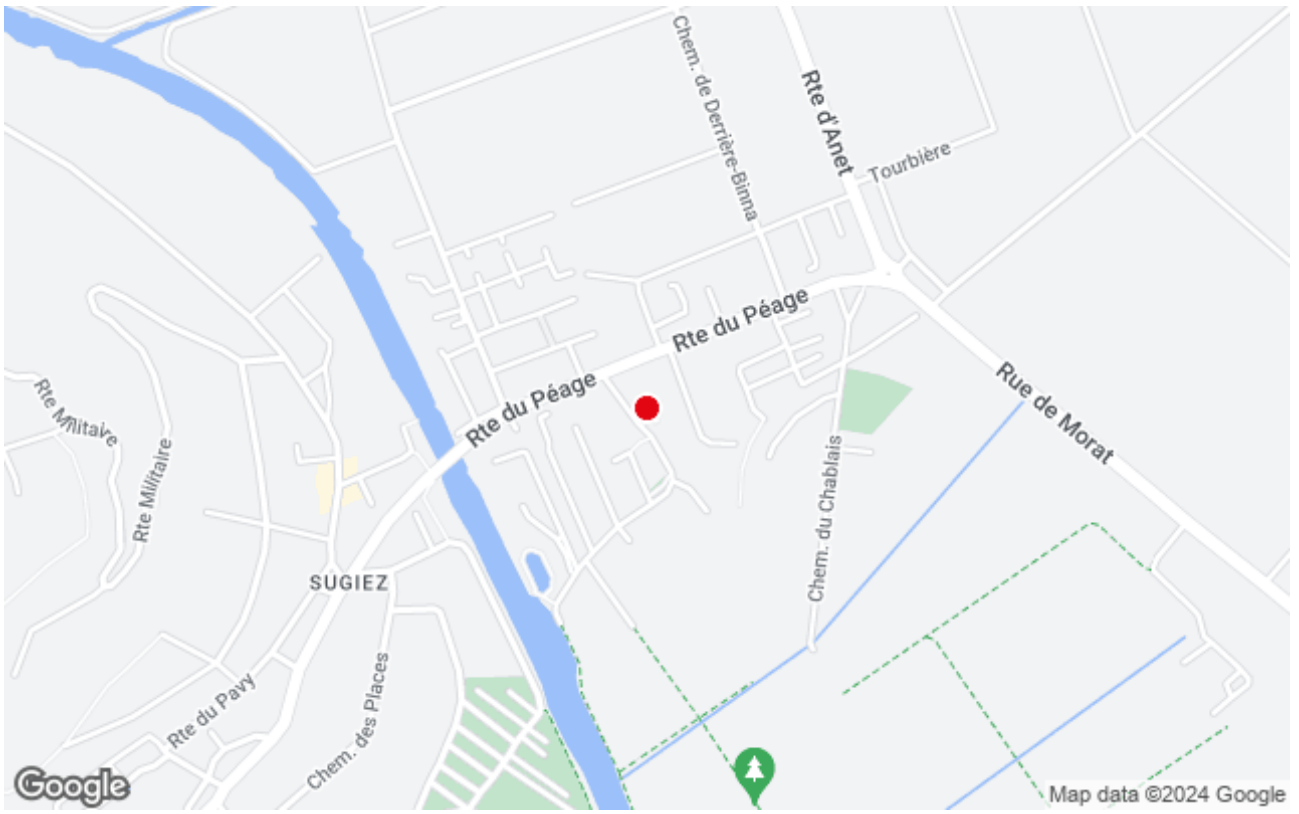 Chem. de Derrière-Binna
Rte d'Anet
Tourbière
Rte du Péage
Rte du Péage
Rue de Morat
Rte Militaire
Rte Militaire
Chem. du Chablais
SUGIEZ
Rte du Pavy
Chem. des Places
Google
Map data ©2024 Google